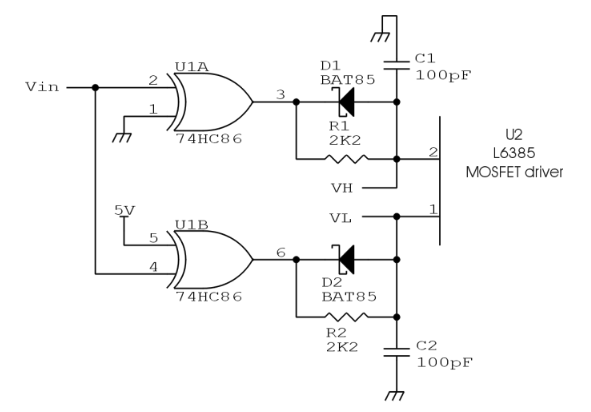 C1
100pF
D1
BAT85
U1A
Vin
2
3
1
74HC86
R1
2K2
U2
L6385
MOSFET driver
2
VH
VL
1
5V
U1B
5
6
4
74HC86
D2
BAT85
R2
2K2
C2
100pF